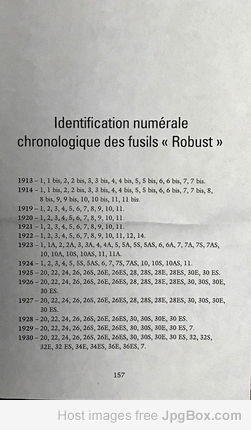 Identification numérale
chronologique des fusils « Robust »
1913 – 1, 1 bis, 2, 2 bis, 3, 3 bis, 4, 4 bis, 5, 5 bis, 6, 6 bis, 7, 7 bis.
1914 – 1, 1 bis, 2, 2 bis, 3, 3 bis, 4, 4 bis, 5, 5 bis, 6, 6 bis, 7, 7 bis, 8,
8 bis, 9, 9 bis, 10, 10 bis, 11, 11 bis.
1919 – 1, 2, 3, 4, 5, 6, 7, 8, 9, 10, 11.
1920 – 1, 2, 3, 4, 5, 6, 7, 8, 9, 10, 11
1921 – 1, 2, 3, 4, 5, 6, 7, 8, 9, 10, 11.
1922 – 1, 2, 3, 4, 5, 6, 7, 8, 9, 10, 11, 12, 14.
1923 – 1, 1A, 2, 2A, 3, 3A, 4, 4A, 5, 5A, 5S, 5AS, 6, 6A, 7, 7A, 7S, 7AS,
10, 10A, 10S, 10AS, 11, 11A.
1924 – 1, 2, 3, 4, 5, 5S, 5AS, 6, 7, 7S, 7AS, 10, 10S, 10AS, 11.
1925 – 20, 22, 24, 26, 26S, 26E, 26ES, 28, 28S, 28E, 28ES, 30E, 30 ES.
1926 – 20, 22, 24, 26, 26S, 26E, 26ES, 28, 28S, 28E, 28ES, 30, 30S, 30E,
30 ES.
1927 – 20, 22, 24, 26, 26S, 26E, 26ES, 28, 28S, 28E, 28ES, 30, 30S, 30E,
30 ES.
1928 – 20, 22, 24, 26, 26S, 26E, 26ES, 30, 30S, 30E, 30 ES.
1929 – 20, 22, 24, 26, 26S, 26E, 26ES, 30, 30S, 30E, 30 ES, 7.
1930 – 20, 22, 24, 26, 26S, 26E, 26ES, 30, 30S, 30E, 30 ES, 32, 32S,
32E, 32 ES, 34E, 34ES, 36E, 36ES, 7.
157
Host images free JpgBox.com